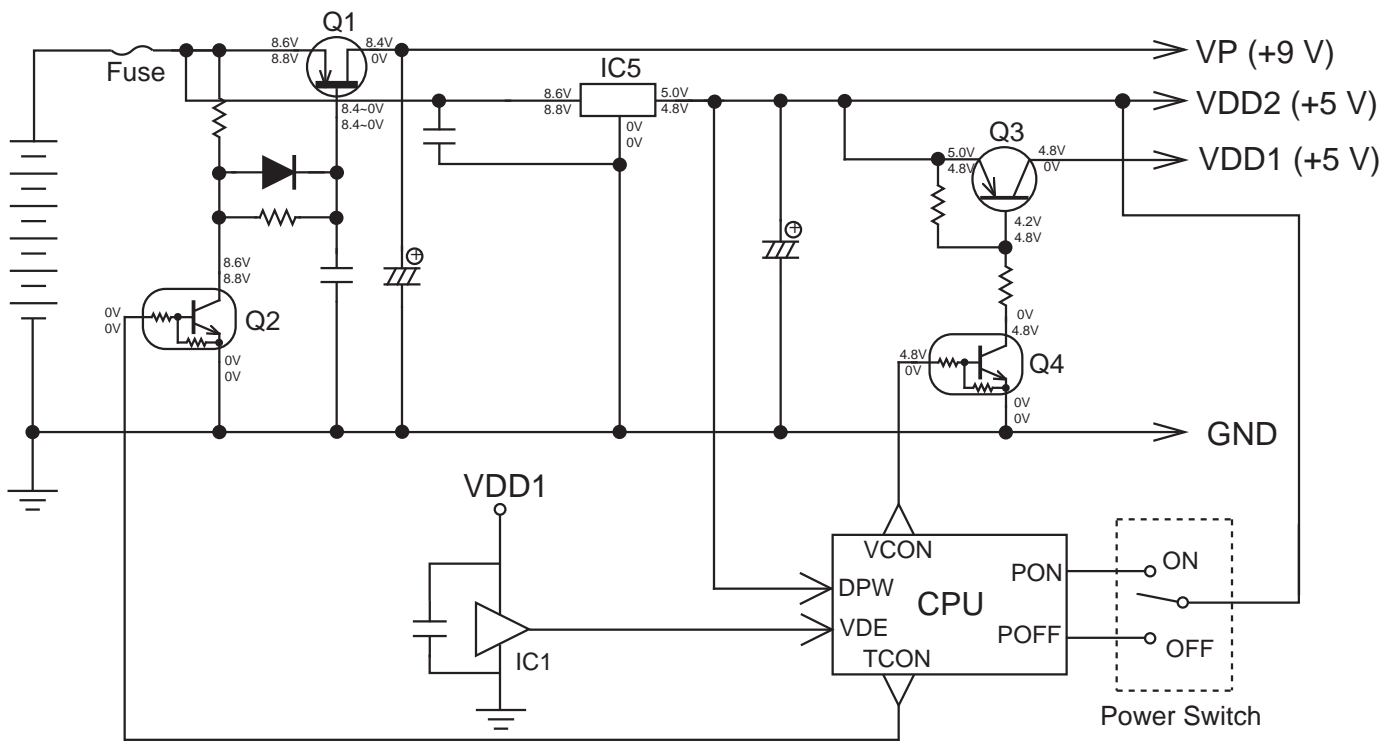 Q1
8.6V
8.8V
8.4V
0V
VP (+9 V)
Fuse
IC5
8.6V
8.8V
5.0V
4.8V
VDD2 (+5 V)
8.4~0V
8.4~0V
0V
0V
Q3
5.0V
4.8V
4.8V
0V
VDD1 (+5 V)
4.2V
4.8V
+
+
8.6V
8.8V
0V
0V
Q2
0V
0V
0V
4.8V
4.8V
0V
Q4
0V
0V
GND
VDD1
IC1
VCON
DPW
CPU
VDE
TCON
PON
POFF
ON
OFF
Power Switch